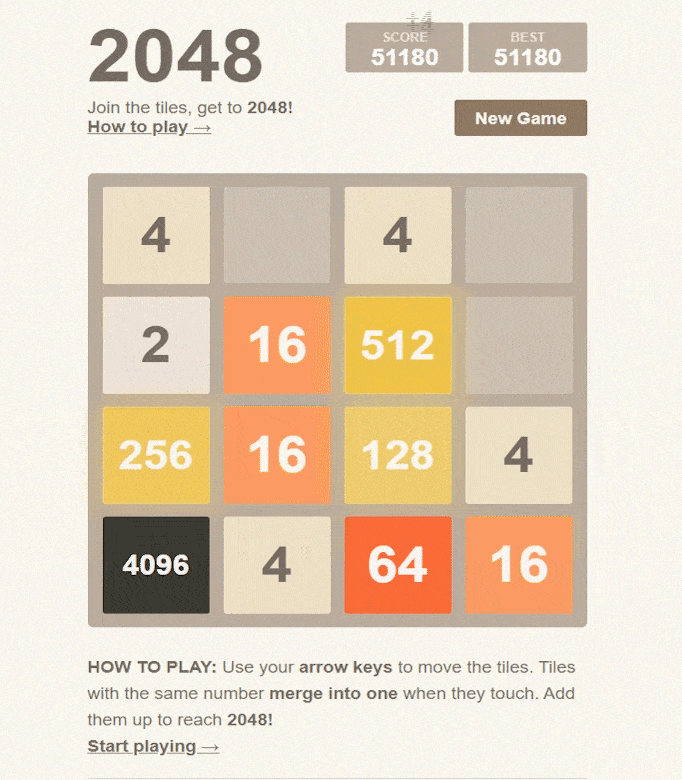 2048
SCORE
51180
BEST
51180
Join the tiles, get to 2048!
How to play →
New Game
4 4
2 16 512
256 16 128 4
4096 4 64 16
HOW TO PLAY: Use your arrow keys to move the tiles. Tiles
with the same number merge into one when they touch. Add
them up to reach 2048!
Start playing →